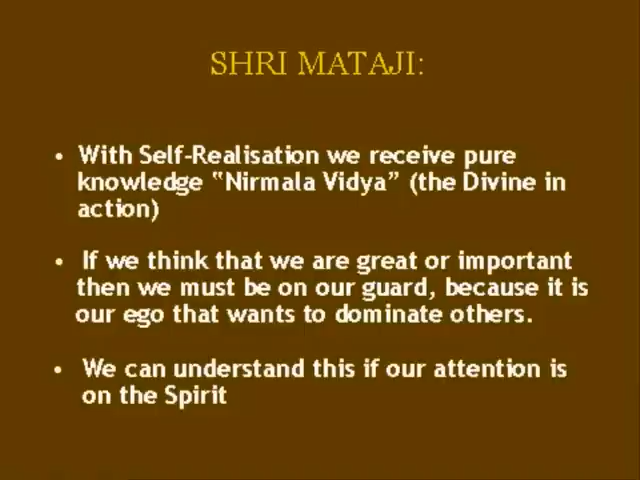 SHRI MATAJI:
• With Self-Realisation we receive pure
knowledge "Nirmala Vidya" (the Divine in
action)
• If we think that we are great or important
then we must be on our guard, because it is
our ego that wants to dominate others.
• We can understand this if our attention is
on the Spirit